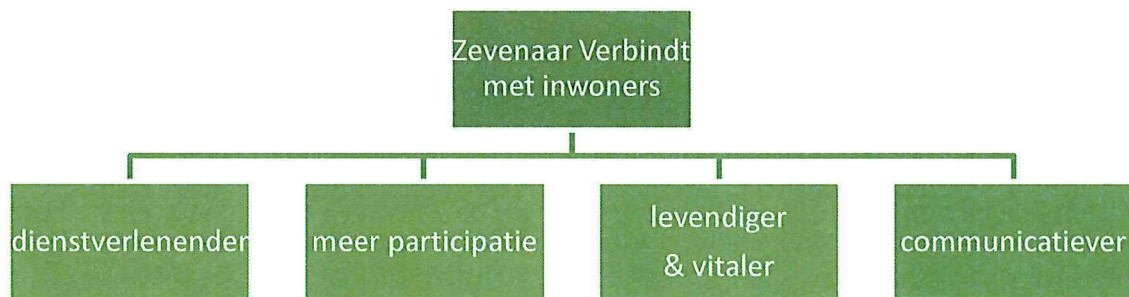 Zevenaar Verbindt
met inwoners
dienstverlenender
meer participatie
levendiger
& vitaler
communicatiever